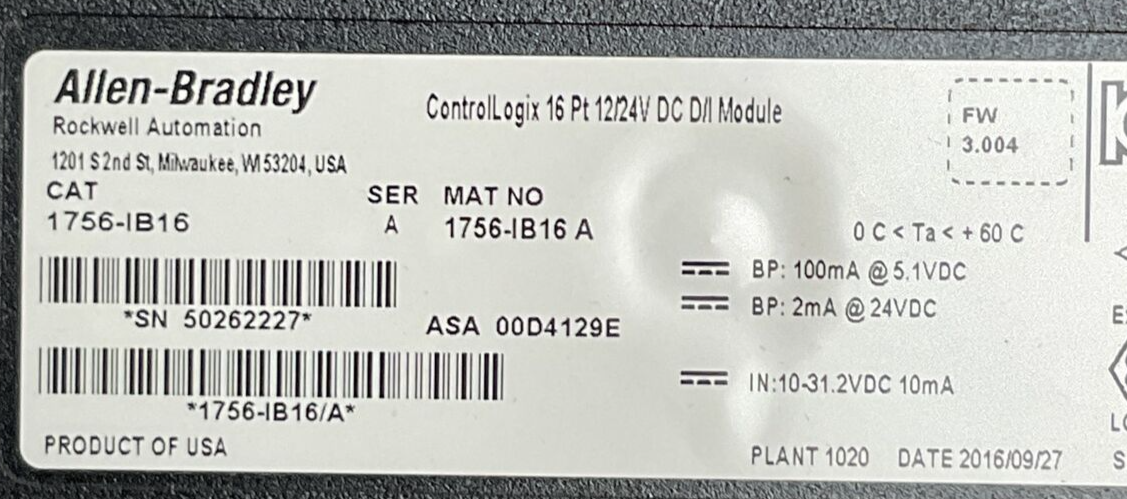 Allen-Bradley
Rockwell Automation
1201 S 2nd St, Milwaukee, WI 53204, USA
ControlLogix 16 Pt 12/24V DC D/I Module
FW
3.004
CAT
1756-IB16
SER
A
MAT NO
1756-IB16 A
0 C < Ta < + 60 C
BP: 100mA @ 5.1VDC
BP: 2mA @ 24VDC
*SN 50262227*
ASA 00D4129E
IN:10-31.2VDC 10mA
*1756-IB16/A*
PRODUCT OF USA
PLANT 1020 DATE 2016/09/27